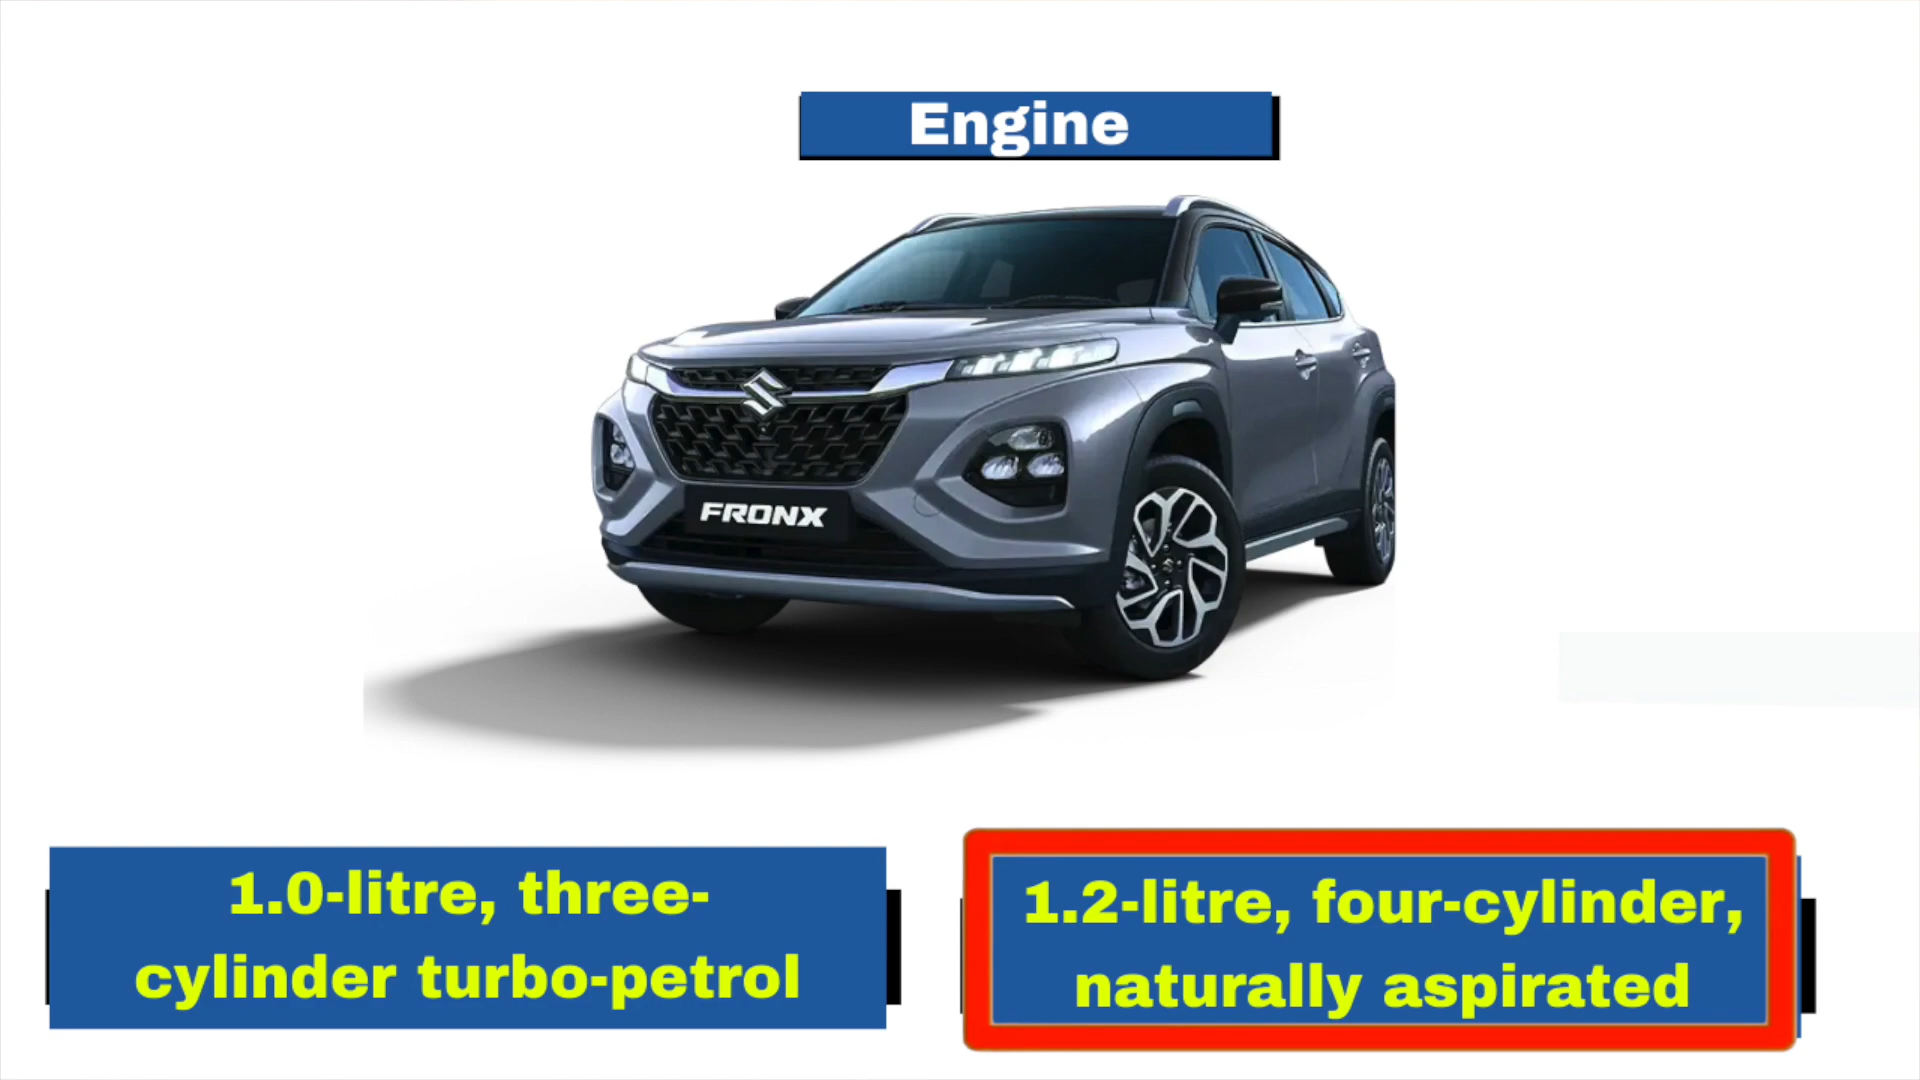 Engine
FRONX
1.0-litre, three-
cylinder turbo-petrol
1.2-litre, four-cylinder,
naturally aspirated